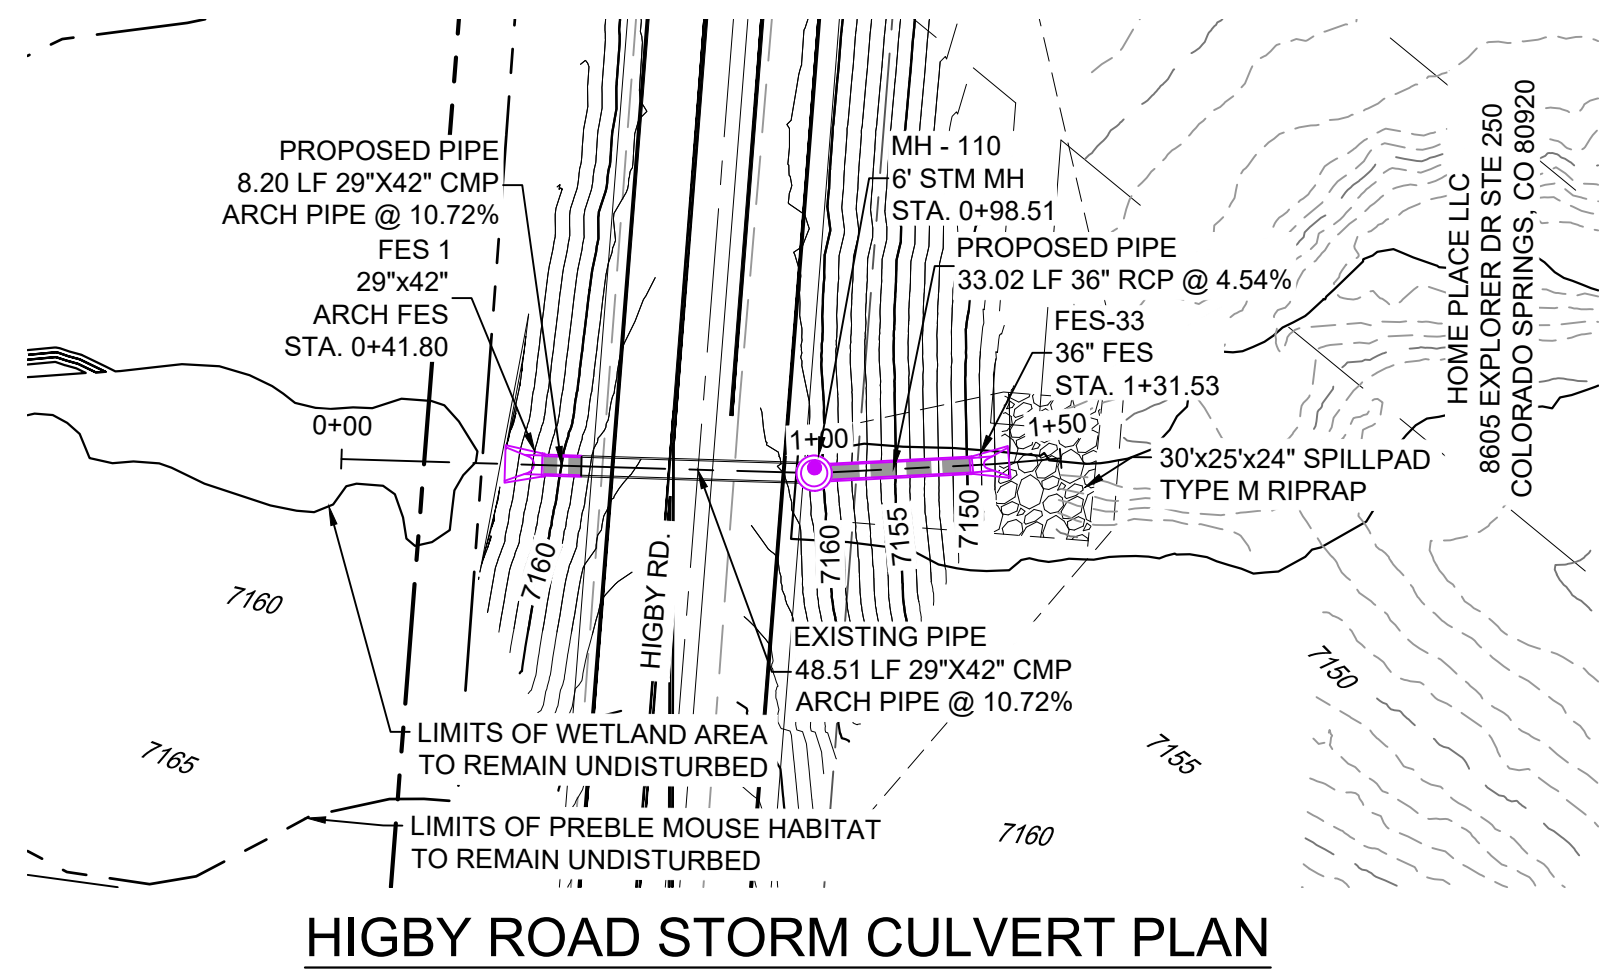 PROPOSED PIPE
8.20 LF 29"X42" CMP
ARCH PIPE @ 10.72%
FES 1
29"x42"
ARCH FES
STA. 0+41.80
MH - 110
6' STM MH
STA. 0+98.51
PROPOSED PIPE
33.02 LF 36" RCP @ 4.54%
FES-33
36" FES
STA. 1+31.53
HOME PLACE LLC
8605 EXPLORER DR STE 250
COLORADO SPRINGS, CO 80920
0+00
1+00
1+50
30'x25'x24" SPILLPAD
TYPE M RIPRAP
7160
7160
7155
7150
HIGBY RD.
7160
EXISTING PIPE
48.51 LF 29"X42" CMP
ARCH PIPE @ 10.72%
7150
LIMITS OF WETLAND AREA
TO REMAIN UNDISTURBED
7165
7155
LIMITS OF PREBLE MOUSE HABITAT
TO REMAIN UNDISTURBED
7160
HIGBY ROAD STORM CULVERT PLAN